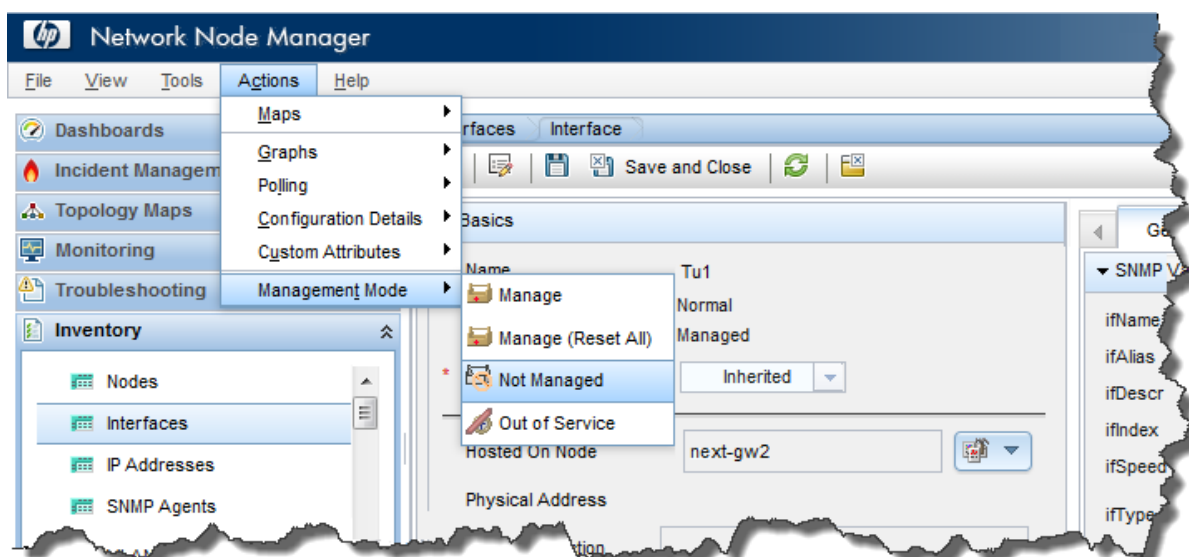 hp Network Node Manager
File View Tools Actions Help
Maps
Graphs
Polling
Configuration Details
Custom Attributes
Management Mode
Manage
Manage (Reset All)
Not Managed
Out of Service
Dashboards
Topology Maps
Monitoring
Troubleshooting
Inventory
Nodes
Interfaces
IP Addresses
SNMP Agents
Interface
Save and Close
Basics
Name Tu1
Normal
Managed
* Inherited
Hosted On Node next-gw2
Physical Address
SNMP
ifName
ifAlias
ifDescr
ifIndex
ifSpeed
ifType